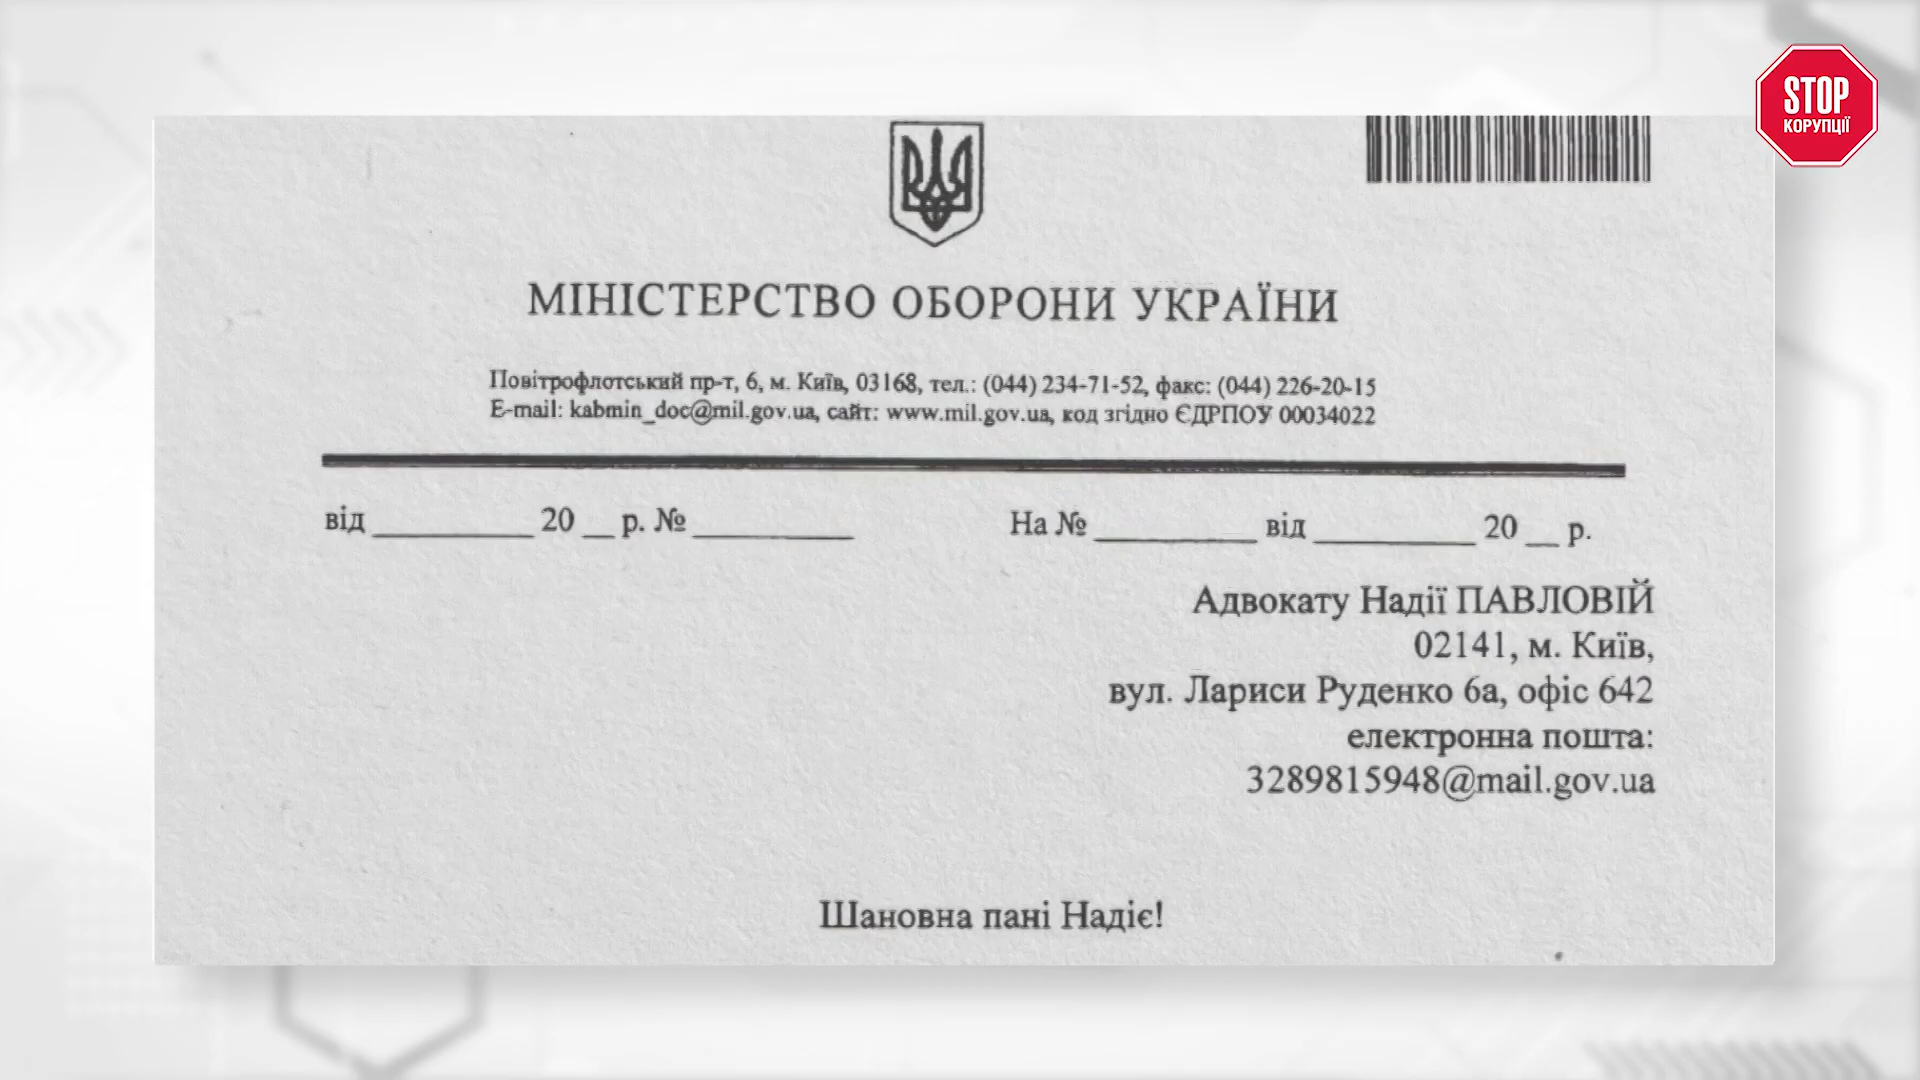 STOP
КОРУПЦІЇ
МІНІСТЕРСТВО ОБОРОНИ УКРАЇНИ
Повітрофлотський пр-т, 6, м. Київ, 03168, тел.: (044) 234-71-52, факс: (044) 226-20-15
E-mail: kabmin_doc@mil.gov.ua, сайт: www.mil.gov.ua, код згідно ЄДРПОУ 00034022
від __________ 20 __ р. № __________ На № __________ від __________ 20 __ р.
Адвокату Надії ПАВЛОВІЙ
02141, м. Київ,
вул. Лариси Руденко 6а, офіс 642
електронна пошта:
3289815948@mail.gov.ua
Шановна пані Надіє!